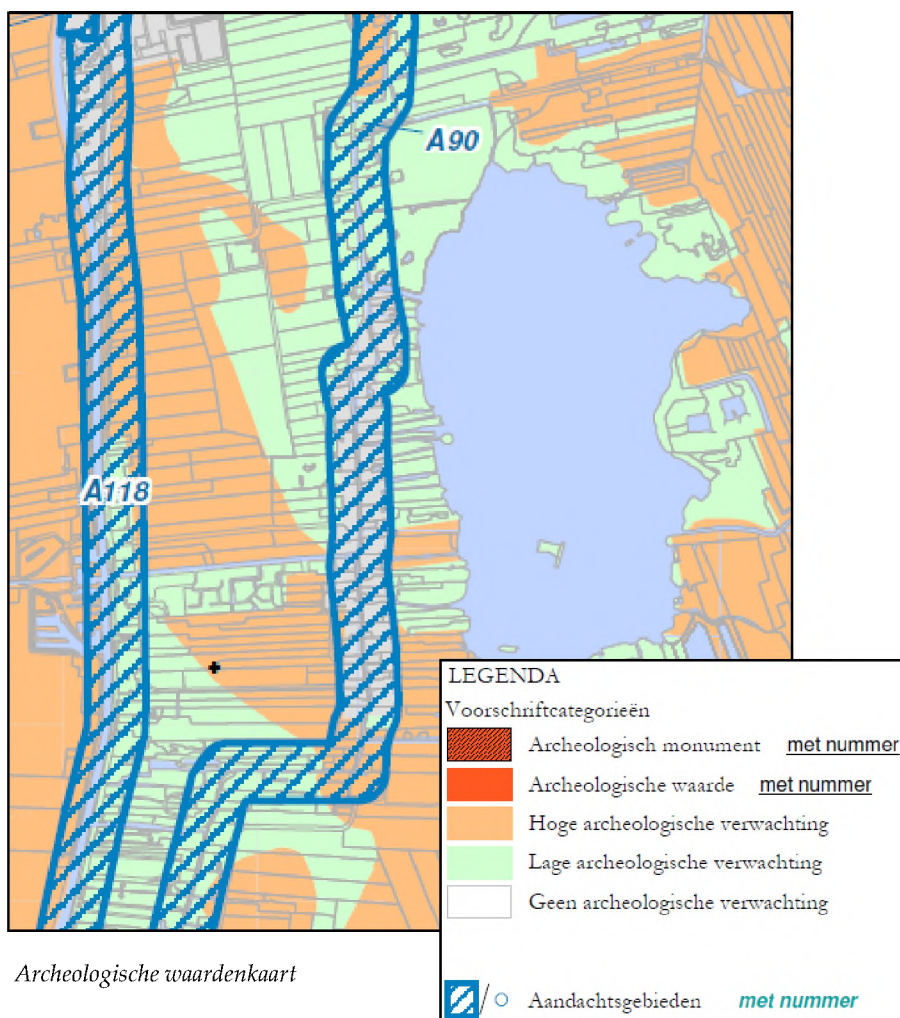 A90
A118
LEGENDA
Voorschriftcategorieën
Archeologisch monument met nummer
Archeologische waarde met nummer
Hoge archeologische verwachting
Lage archeologische verwachting
Geen archeologische verwachting
/ Aandachtsgebieden met nummer
Archeologische waardenkaart